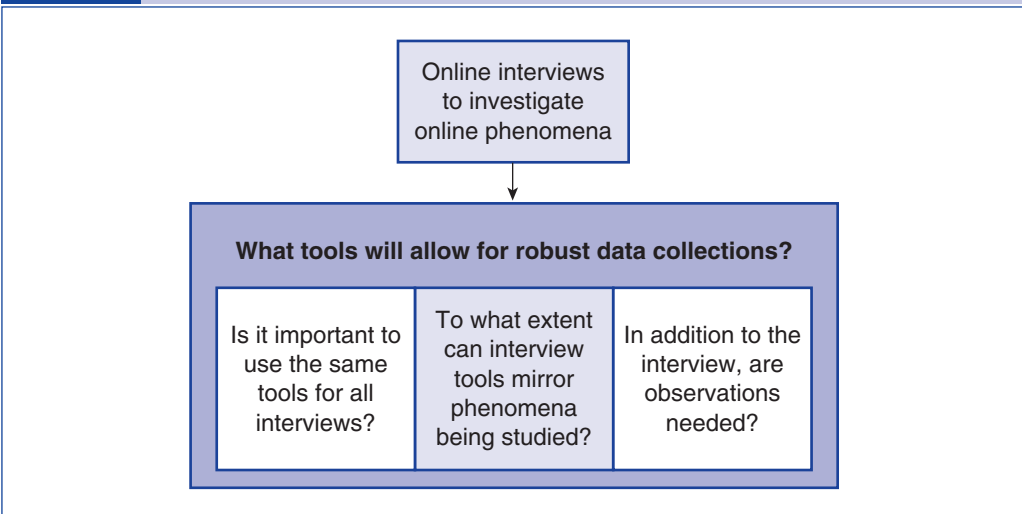 Online interviews
to investigate
online phenomena
What tools will allow for robust data collections?
Is it important to
use the same
tools for all
interviews?
To what extent
can interview
tools mirror
phenomena
being studied?
In addition to the
interview, are
observations
needed?